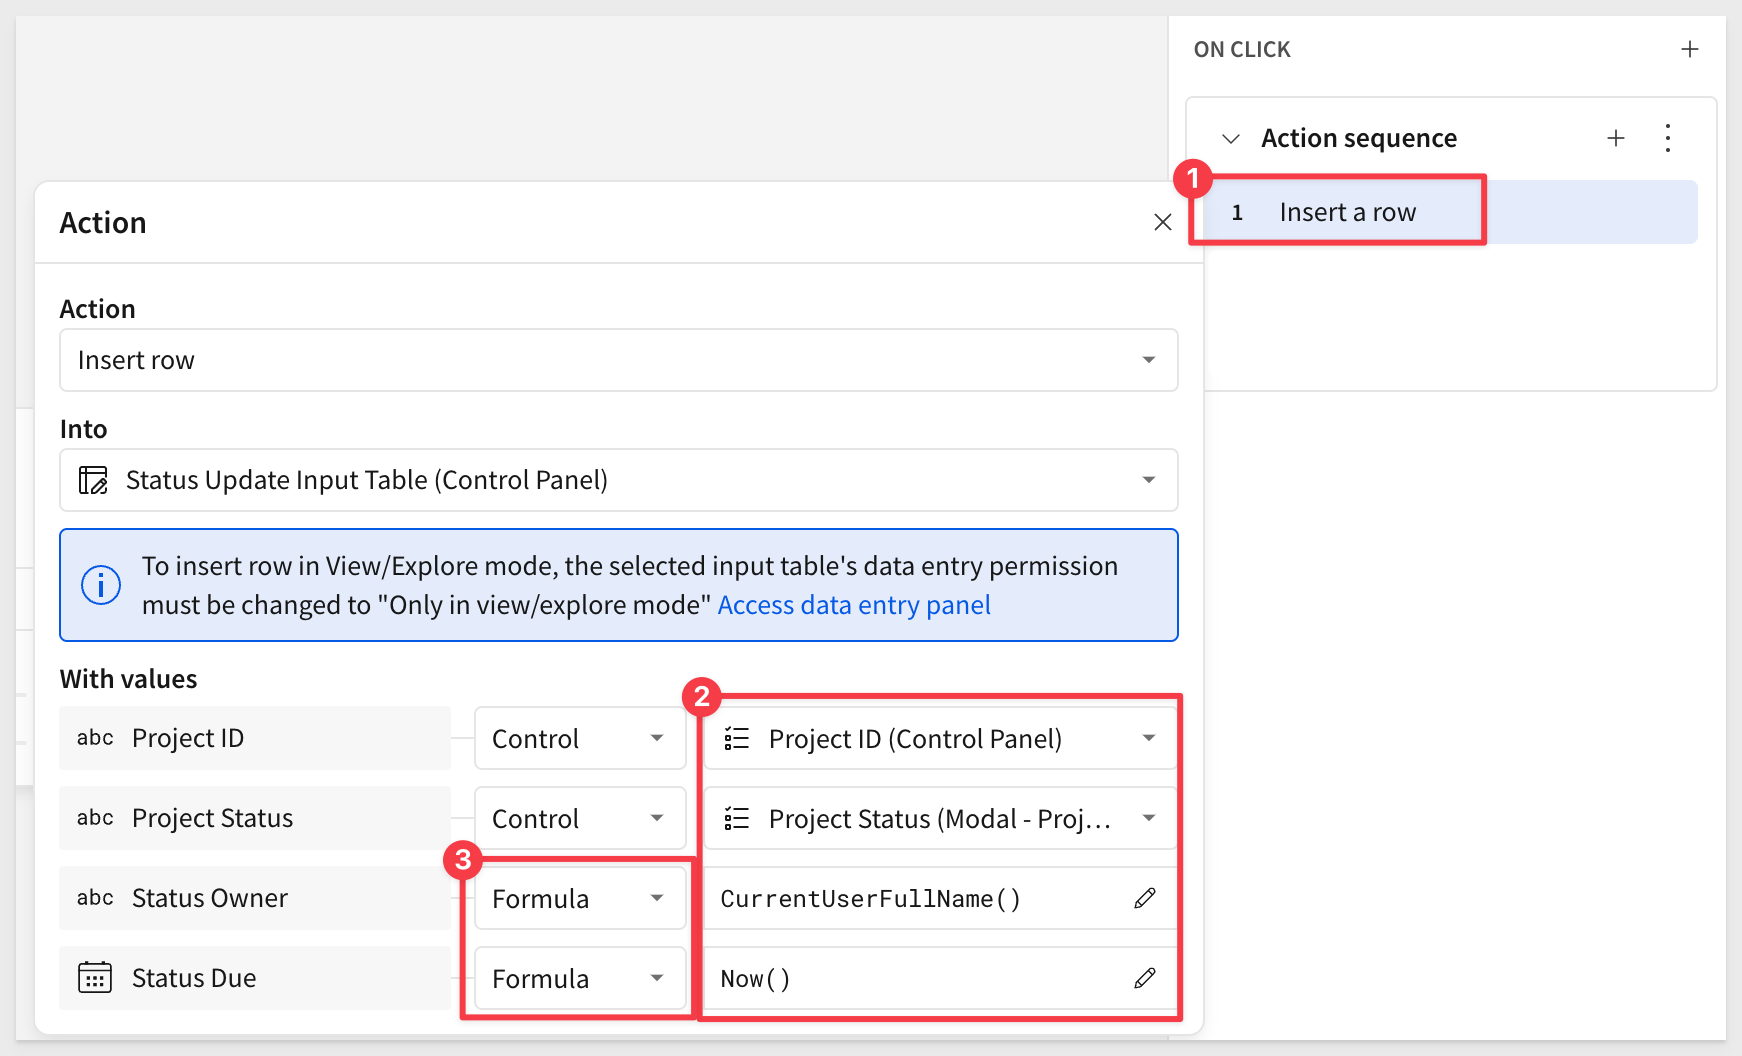 ON CLICK
Action sequence
1
1 Insert a row
Action
Action
Insert row
Into
Status Update Input Table (Control Panel)
To insert row in View/Explore mode, the selected input table's data entry permission
must be changed to "Only in view/explore mode" Access data entry panel
With values
2
abc Project ID Control Project ID (Control Panel)
abc Project Status Control Project Status (Modal - Proj...
3
abc Status Owner Formula CurrentUserFullName()
Status Due Formula Now()